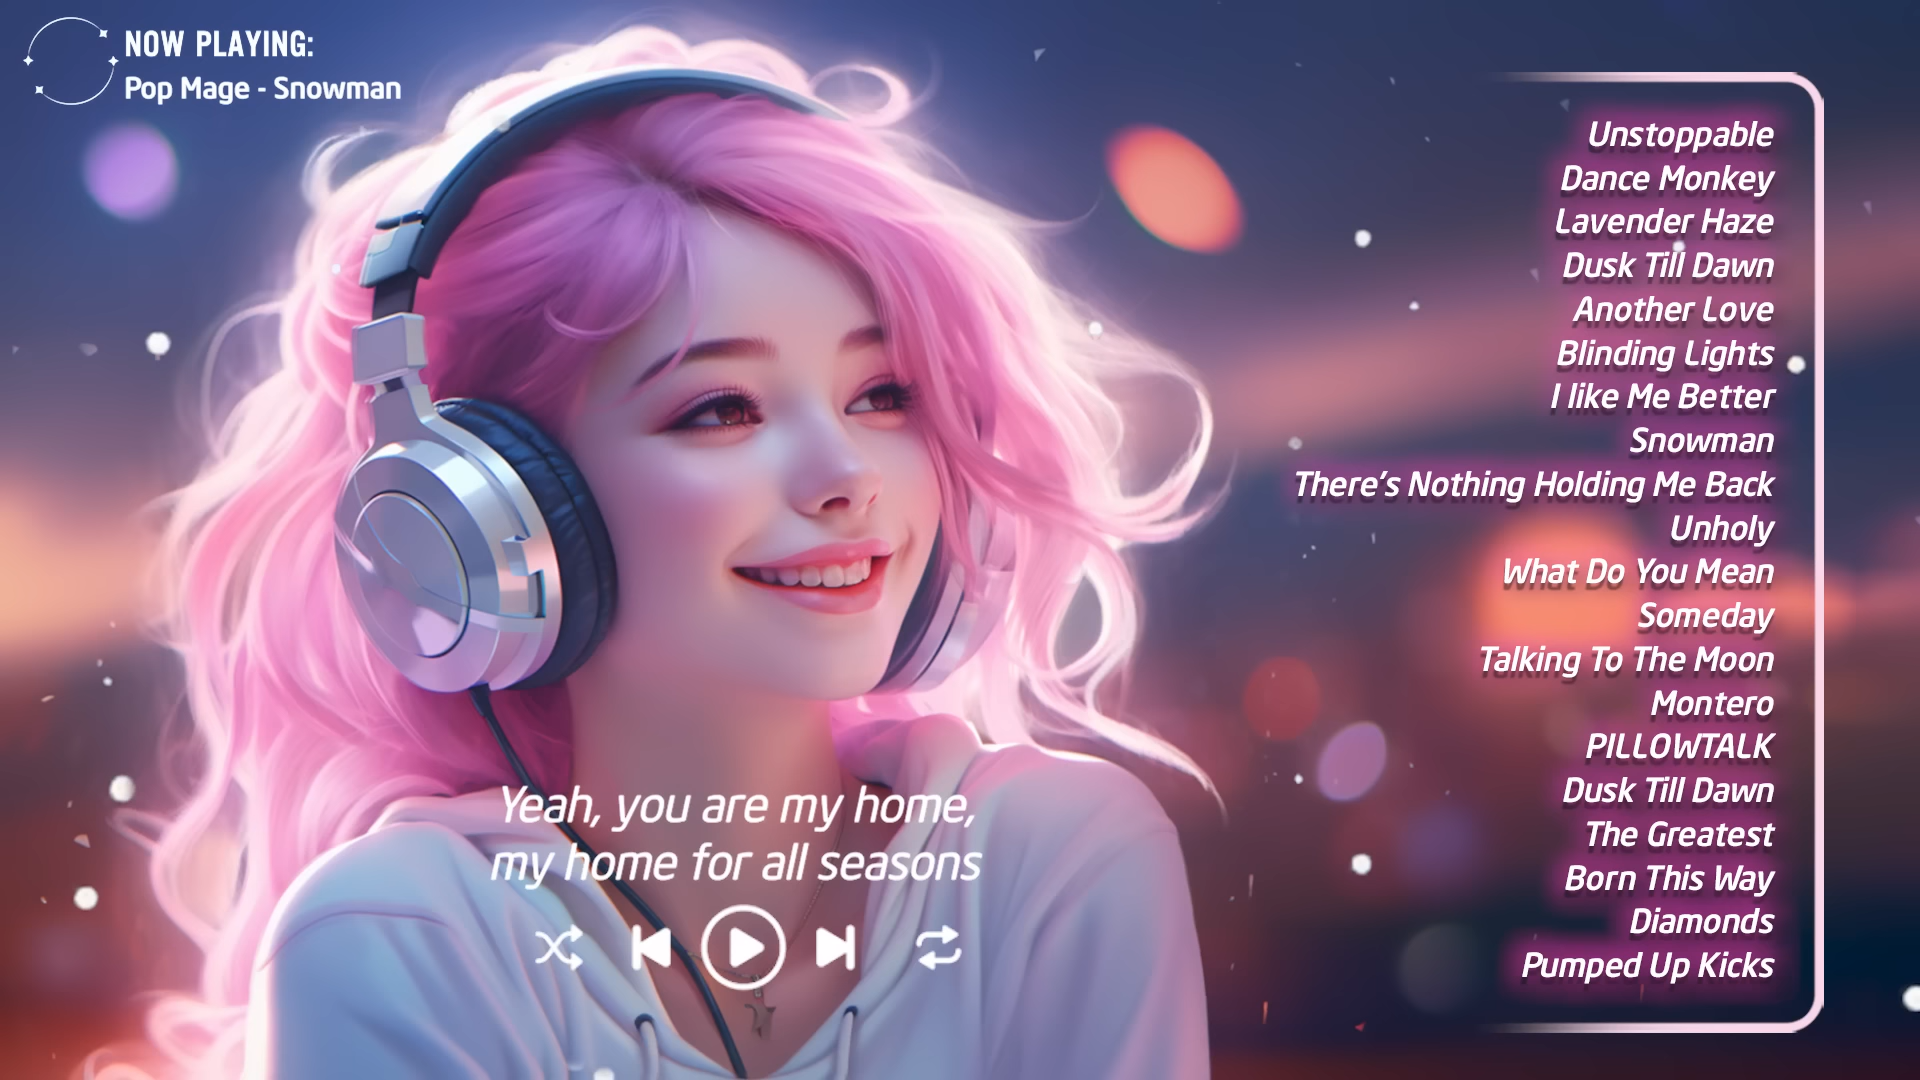 NOW PLAYING:
Pop Mage - Snowman
Unstoppable
Dance Monkey
Lavender Haze
Dusk Till Dawn
Another Love
Blinding Lights
I like Me Better
Snowman
There's Nothing Holding Me Back
Unholy
What Do You Mean
Someday
Talking To The Moon
Montero
PILLOWTALK
Dusk Till Dawn
The Greatest
Born This Way
Diamonds
Pumped Up Kicks
Yeah, you are my home,
my home for all seasons